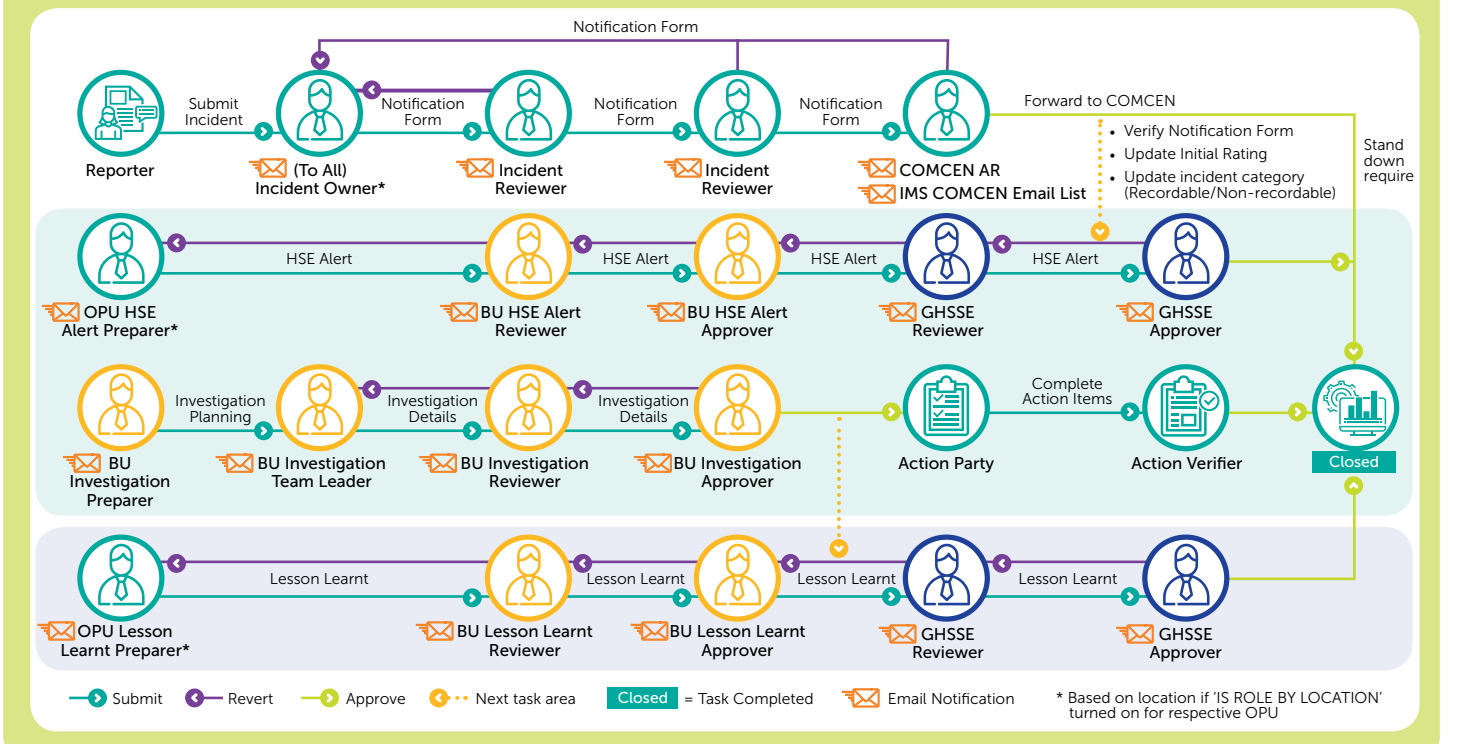 Notification Form
Submit
Incident
Notification
Form
Notification
Form
Notification
Form
Forward to COMCEN
• Verify Notification Form
• Update Initial Rating
• Update incident category
(Recordable/Non-recordable)
Stand
down
require
Reporter
(To All)
Incident Owner*
Incident
Reviewer
Incident
Reviewer
COMCEN AR
IMS COMCEN Email List
HSE Alert
HSE Alert
HSE Alert
HSE Alert
OPU HSE
Alert Preparer*
BU HSE Alert
Reviewer
BU HSE Alert
Approver
GHSSE
Reviewer
GHSSE
Approver
Investigation
Planning
Investigation
Details
Investigation
Details
Complete
Action Items
BU
Investigation
Preparer
BU Investigation
Team Leader
BU Investigation
Reviewer
BU Investigation
Approver
Action Party
Action Verifier
Closed
Lesson Learnt
Lesson Learnt
Lesson Learnt
Lesson Learnt
OPU Lesson
Learnt Preparer*
BU Lesson Learnt
Reviewer
BU Lesson Learnt
Approver
GHSSE
Reviewer
GHSSE
Approver
Submit
Revert
Approve
Next task area
Closed = Task Completed
Email Notification
* Based on location if 'IS ROLE BY LOCATION'
turned on for respective OPU